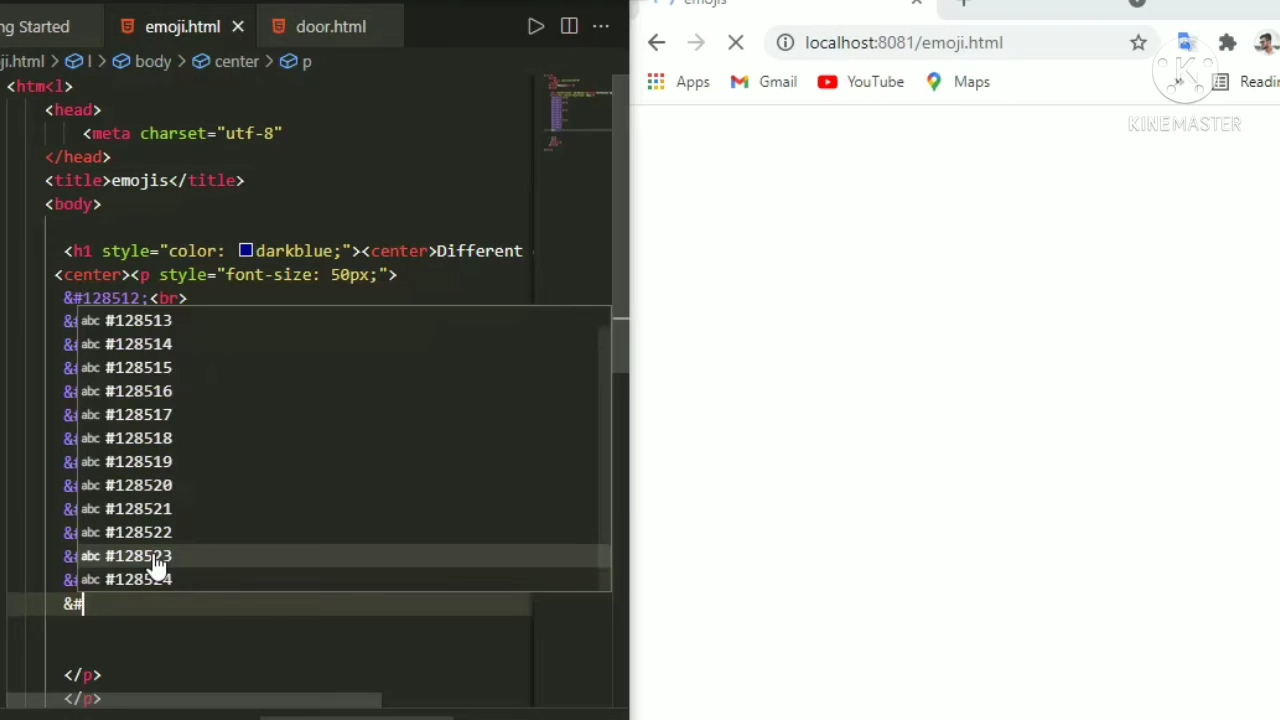 ng Started
emoji.html
door.html
ji.html > l > body > center > p
<htm<l>
<head>
<meta charset="utf-8"
</head>
<title>emojis</title>
<body>
<h1 style="color: darkblue;"><center>Different
<center><p style="font-size: 50px;">
&#128512;<br>
abc #128513
abc #128514
abc #128515
abc #128516
abc #128517
abc #128518
abc #128519
abc #128520
abc #128521
abc #128522
abc #128523
abc #128524
&#
</p>
</p>
emojis
localhost:8081/emoji.html
Apps
Gmail
YouTube
Maps
Readin
K
KINEMASTER